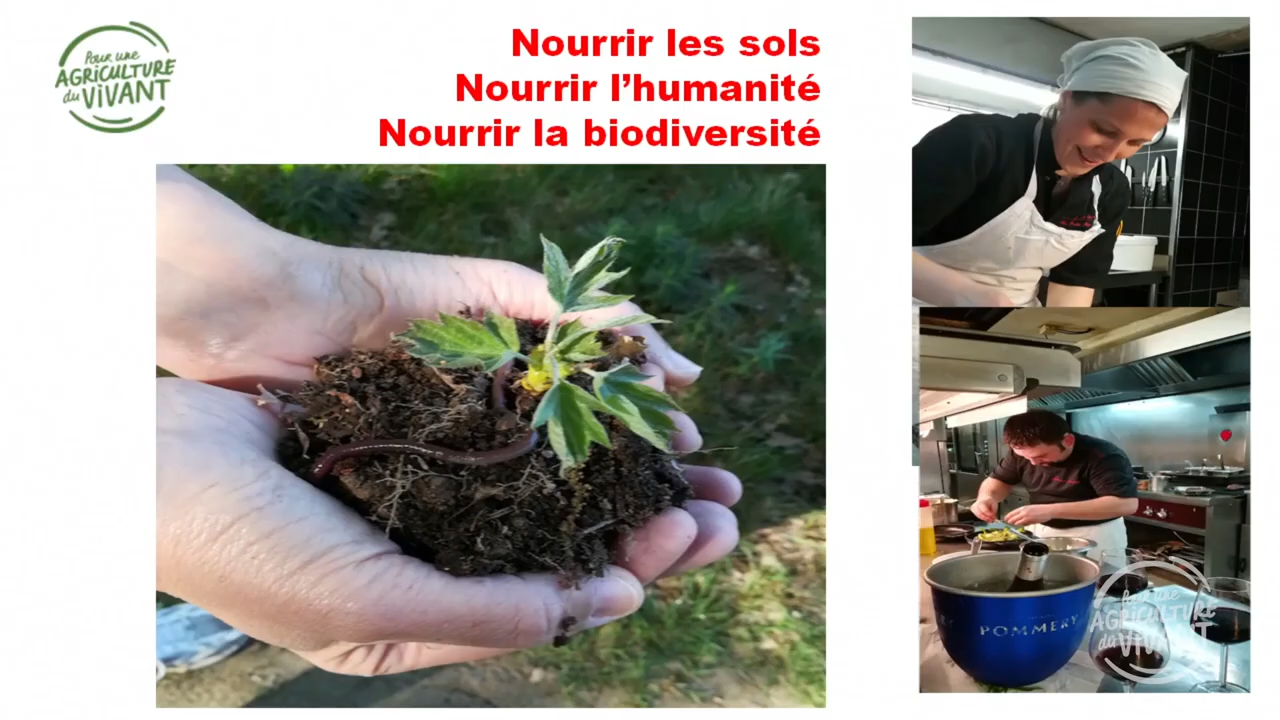 Pour une
AGRICULTURE
du VIVANT
Nourrir les sols
Nourrir l’humanité
Nourrir la biodiversité
POMMERY
Pour une
AGRICULTURE
du VIVANT